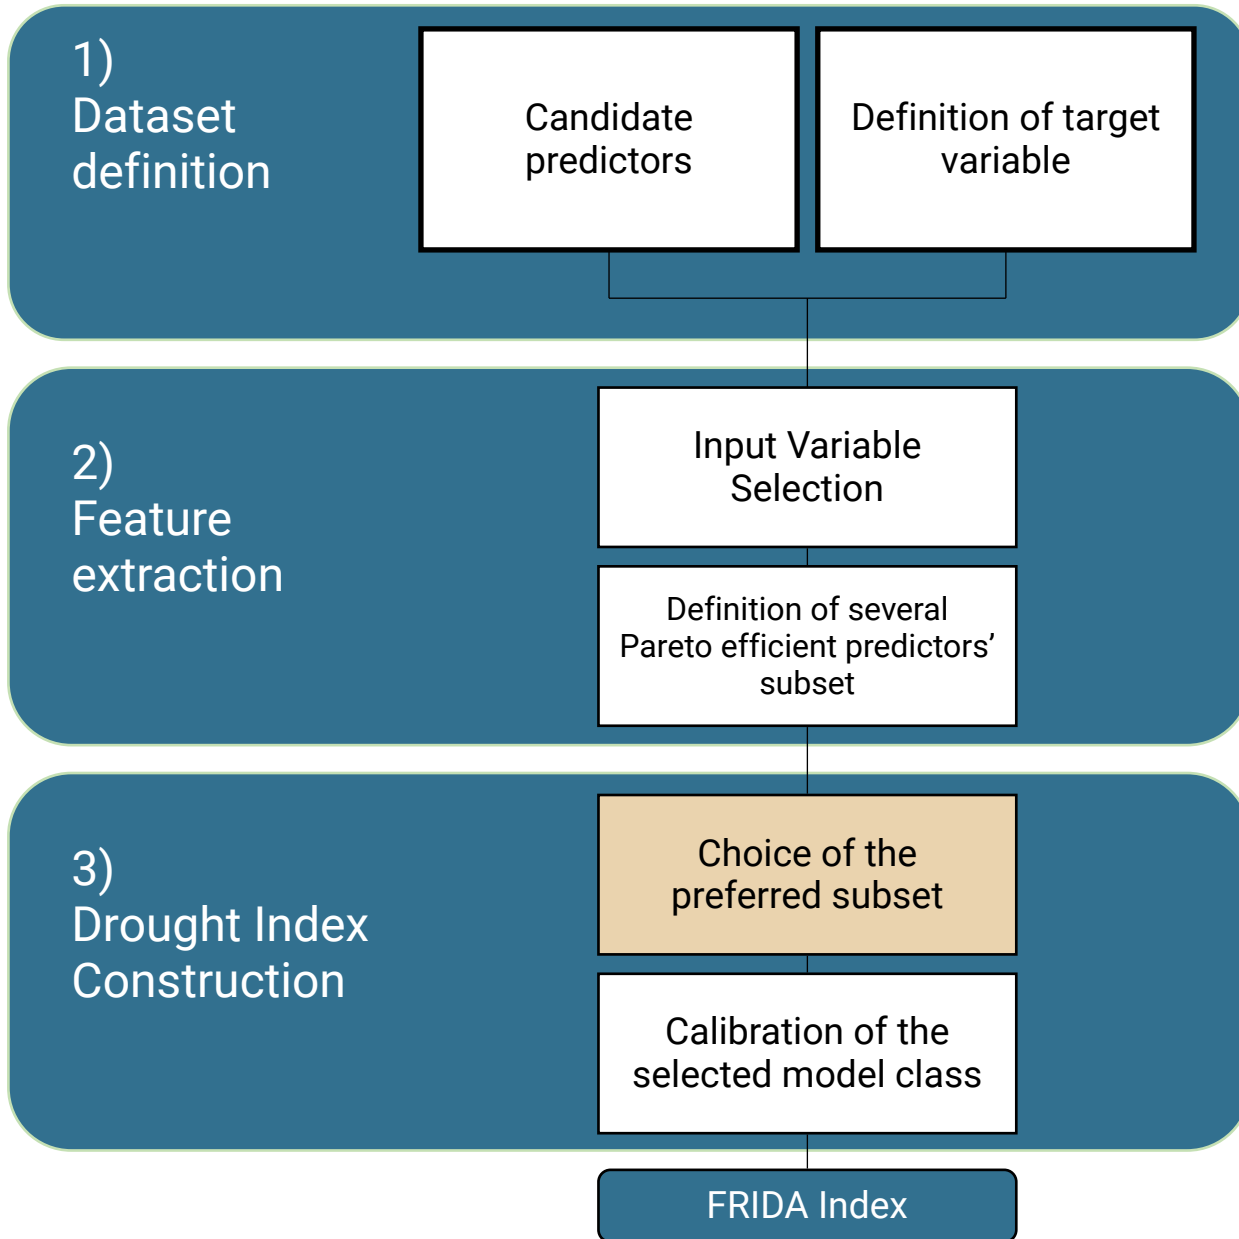 1)
Dataset
definition
Candidate
predictors
Definition of target
variable
2)
Feature
extraction
Input Variable
Selection
Definition of several
Pareto efficient predictors’
subset
3)
Drought Index
Construction
Choice of the
preferred subset
Calibration of the
selected model class
FRIDA Index